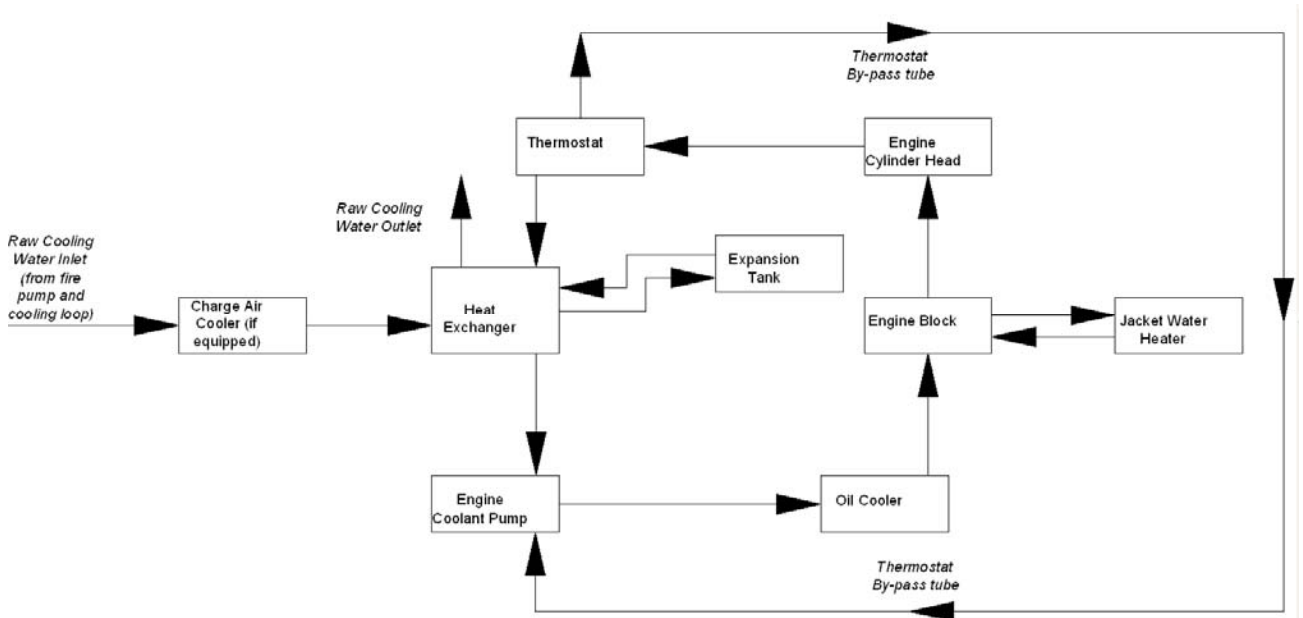 Thermostat
By-pass tube
Thermostat
Engine
Cylinder Head
Raw Cooling
Water Outlet
Raw Cooling
Water Inlet
(from fire
pump and
cooling loop)
Charge Air
Cooler (if
equipped)
Heat
Exchanger
Expansion
Tank
Engine Block
Jacket Water
Heater
Engine
Coolant Pump
Oil Cooler
Thermostat
By-pass tube